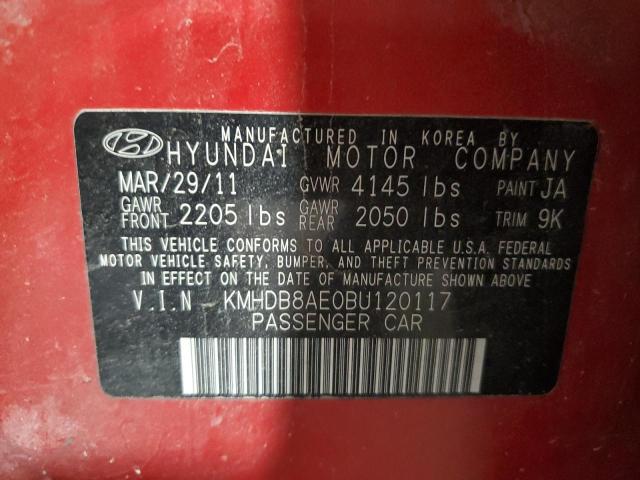 MANUFACTURED IN KOREA BY
HYUNDAI MOTOR COMPANY
MAR/29/11 GVWR 4145 lbs PAINT JA
GAWR FRONT 2205 lbs GAWR REAR 2050 lbs TRIM 9K
THIS VEHICLE CONFORMS TO ALL APPLICABLE U.S.A. FEDERAL
MOTOR VEHICLE SAFETY, BUMPER, AND THEFT PREVENTION STANDARDS
IN EFFECT ON THE DATE OF MANUFACTURE SHOWN ABOVE
V.I.N KMHDB8AE0BU120117
PASSENGER CAR